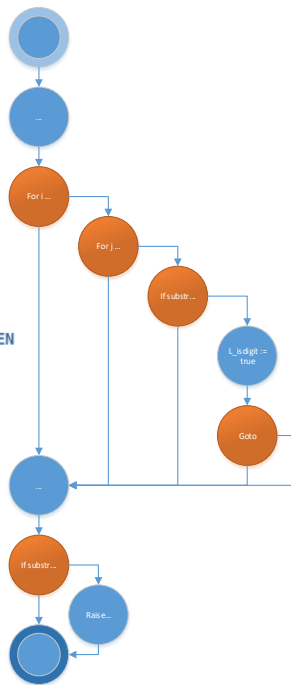 ...
For i ...
For j ...
If substr...
EN
L_isdigit :=
true
Goto
...
If substr...
Raise...